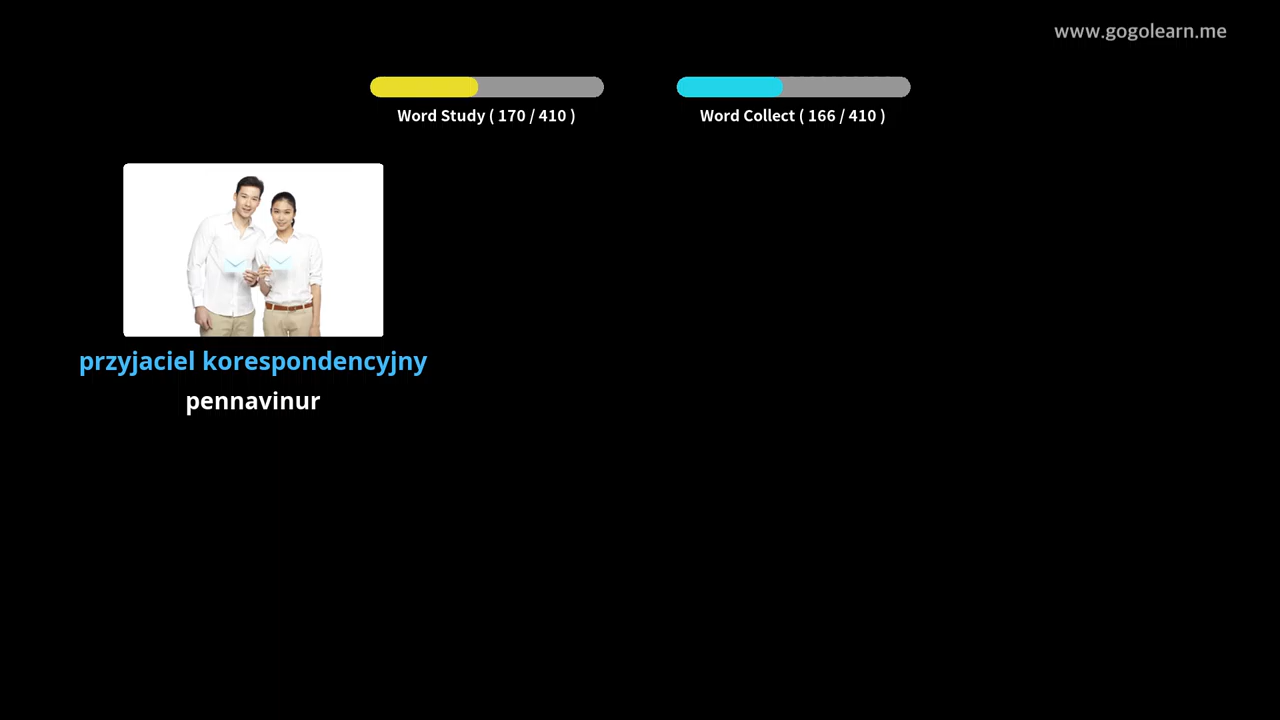 www.gogolearn.me
Word Study ( 170 / 410 )
Word Collect ( 166 / 410 )
przyjaciel korespondencyjny
pennavinur